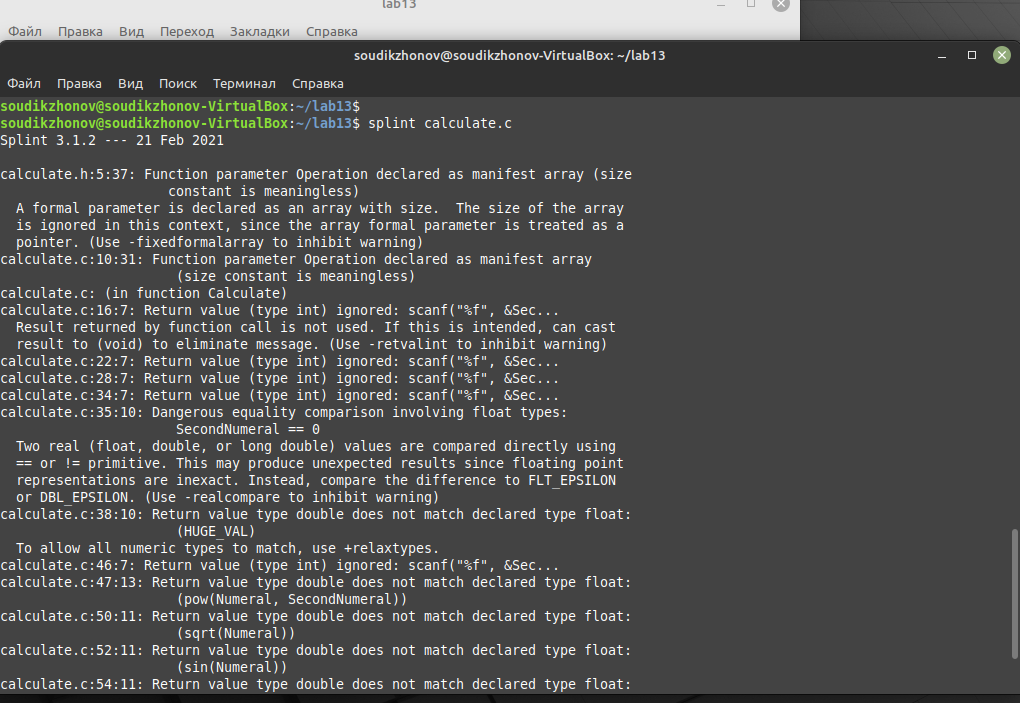 lab13
Файл Правка Вид Переход Закладки Справка
soudikzhonov@soudikzhonov-VirtualBox: ~/lab13
Файл Правка Вид Поиск Терминал Справка
soudikzhonov@soudikzhonov-VirtualBox:~/lab13$
soudikzhonov@soudikzhonov-VirtualBox:~/lab13$ splint calculate.c
Splint 3.1.2 --- 21 Feb 2021
calculate.h:5:37: Function parameter Operation declared as manifest array (size
constant is meaningless)
A formal parameter is declared as an array with size.  The size of the array
is ignored in this context, since the array formal parameter is treated as a
pointer. (Use -fixedformalarray to inhibit warning)
calculate.c:10:31: Function parameter Operation declared as manifest array
(size constant is meaningless)
calculate.c: (in function Calculate)
calculate.c:16:7: Return value (type int) ignored: scanf("%f", &Sec...
Result returned by function call is not used. If this is intended, can cast
result to (void) to eliminate message. (Use -retvalint to inhibit warning)
calculate.c:22:7: Return value (type int) ignored: scanf("%f", &Sec...
calculate.c:28:7: Return value (type int) ignored: scanf("%f", &Sec...
calculate.c:34:7: Return value (type int) ignored: scanf("%f", &Sec...
calculate.c:35:10: Dangerous equality comparison involving float types:
SecondNumeral == 0
Two real (float, double, or long double) values are compared directly using
== or != primitive. This may produce unexpected results since floating point
representations are inexact. Instead, compare the difference to FLT_EPSILON
or DBL_EPSILON. (Use -realcompare to inhibit warning)
calculate.c:38:10: Return value type double does not match declared type float:
(HUGE_VAL)
To allow all numeric types to match, use +relaxtypes.
calculate.c:46:7: Return value (type int) ignored: scanf("%f", &Sec...
calculate.c:47:13: Return value type double does not match declared type float:
(pow(Numeral, SecondNumeral))
calculate.c:50:11: Return value type double does not match declared type float:
(sqrt(Numeral))
calculate.c:52:11: Return value type double does not match declared type float:
(sin(Numeral))
calculate.c:54:11: Return value type double does not match declared type float: